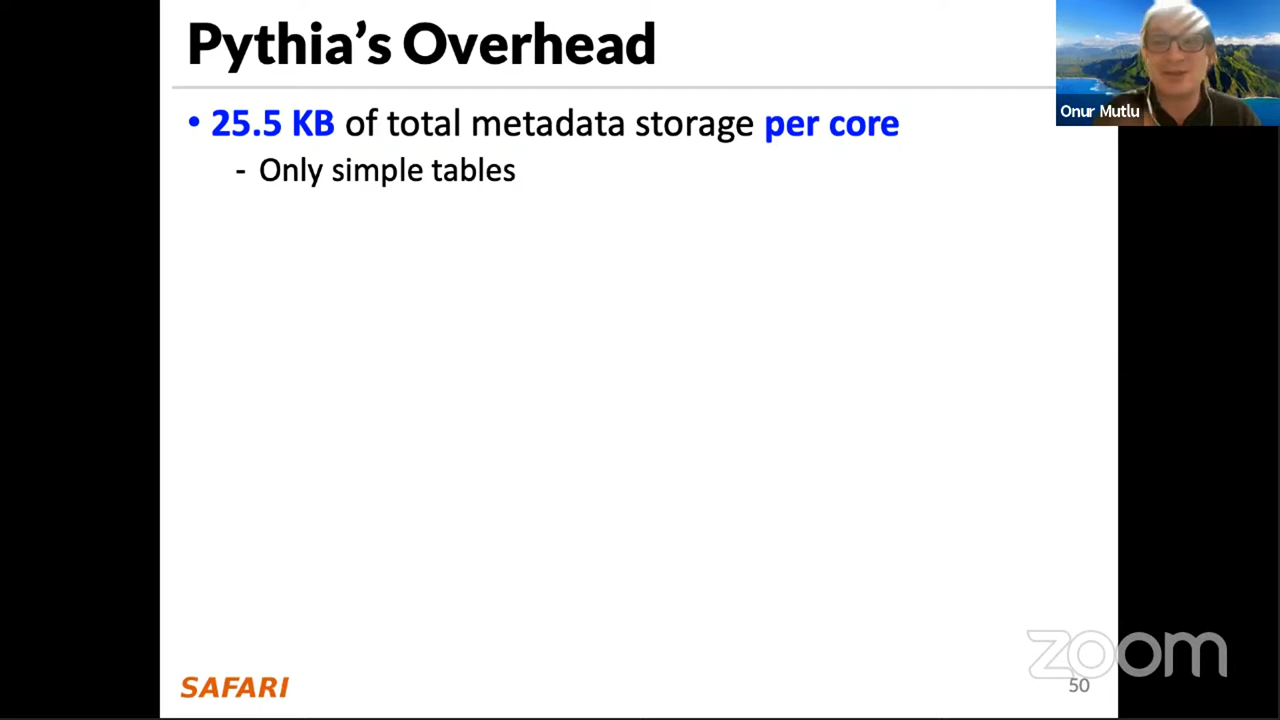 Pythia's Overhead
Onur Mutlu
• 25.5 KB of total metadata storage per core
- Only simple tables
zoom
SAFARI
50